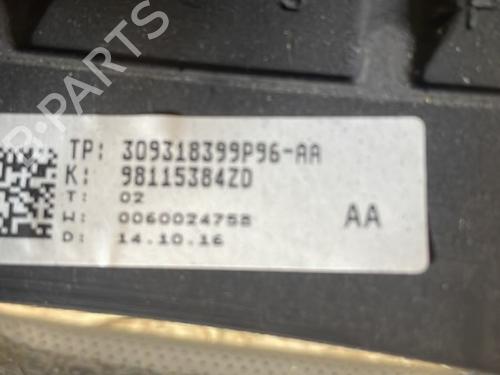 B-PARTS
TP: 309318399P96-AA
K: 98115384ZD
T: 02
W: 0060024758 AA
D: 14.10.16